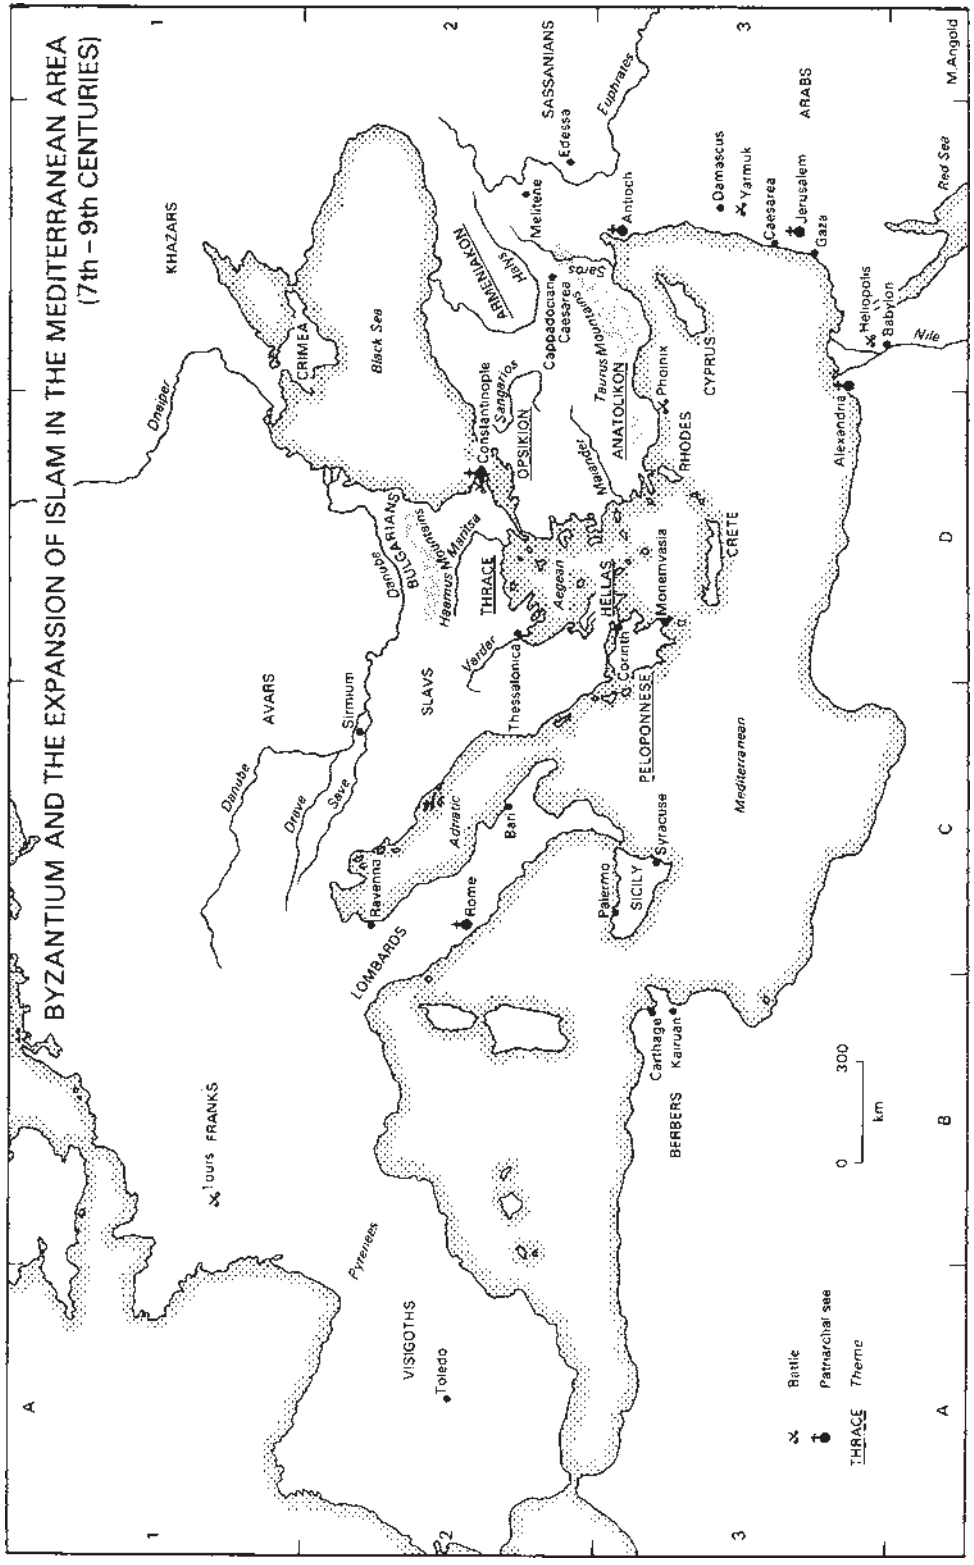 BYZANTIUM AND THE EXPANSION OF ISLAM IN THE MEDITERRANEAN AREA
(7th – 9th CENTURIES)
A
1
1
2
2
3
3
A
B
C
D
KHAZARS
Dneiper
CRIMEA
Black Sea
AVARS
Danube
Drave
Save
Sirmium
SLAVS
Danube
BULGARIANS
Haemus Mountains
Maritsa
THRACE
Vardar
Thessalonica
Aegean
Constantinople
Sangarios
OPSIKION
ARMENIAKON
Halys
Cappadocian
Caesarea
Melitene
SASSANIANS
Edessa
Euphrates
Saros
Taurus Mountains
ANATOLIKON
Maiander
Phoinix
Antioch
CYPRUS
RHODES
CRETE
HELLAS
Monemvasia
Corinth
PELOPONNESE
Damascus
Yarmuk
ARABS
Caesarea
Jerusalem
Gaza
Heliopolis
Babylon
Nile
Red Sea
Alexandria
Mediterranean
Adriatic
Bari
Ravenna
Rome
LOMBARDS
Palermo
SICILY
Syracuse
Carthage
Kairuan
BERBERS
FRANKS
Tours
Pyrenees
VISIGOTHS
Toledo
0 300
km
Battle
Patriarchal see
THRACE Theme
M.Angold